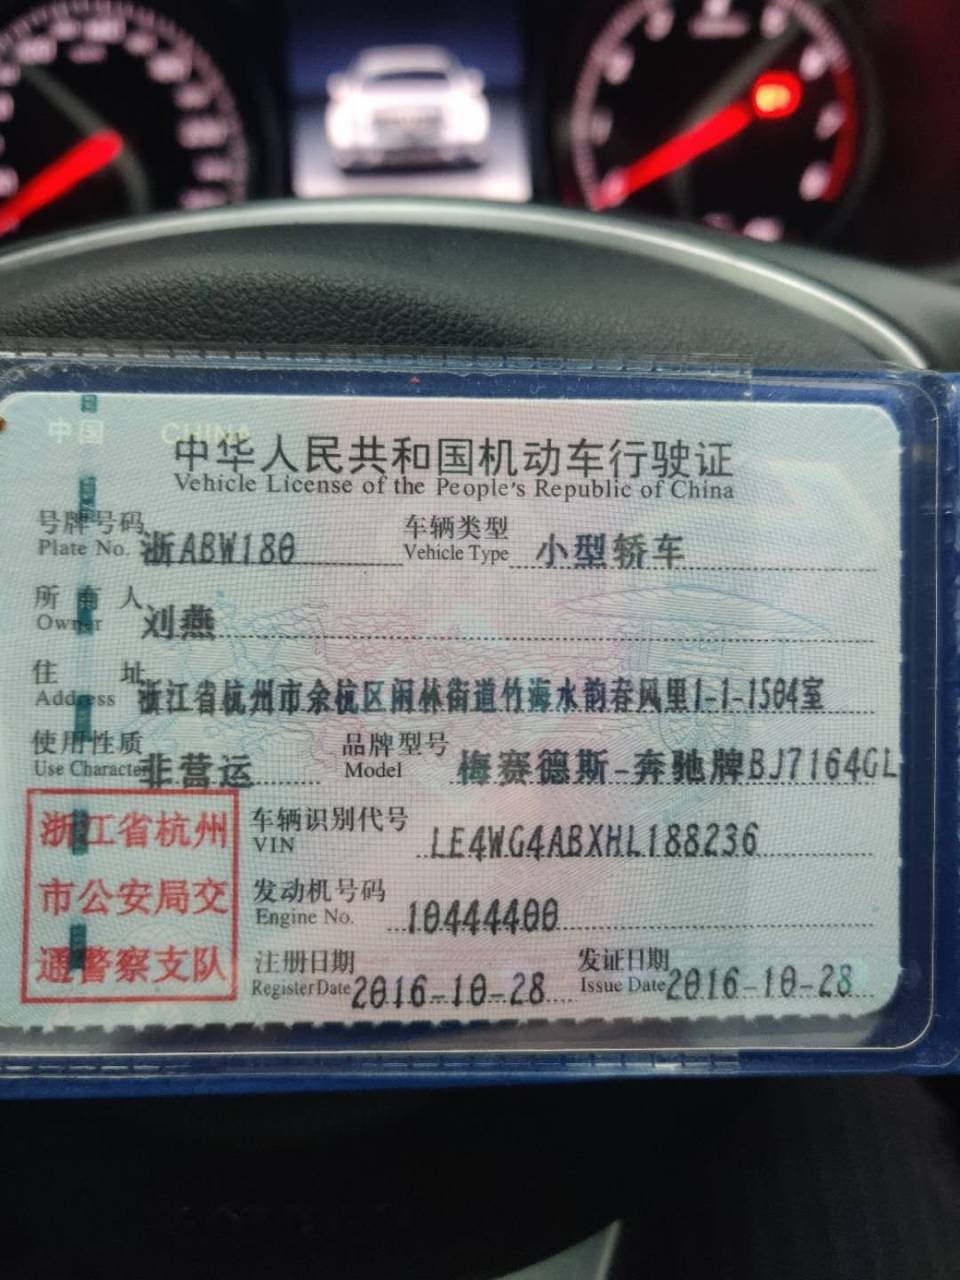 中国 CHINA
中华人民共和国机动车行驶证
Vehicle License of the People's Republic of China
号牌号码 浙ABW180 车辆类型 小型轿车
Plate No. Vehicle Type
所有人 刘燕
Owner
住址 浙江省杭州市余杭区闲林街道竹海水韵春风里1-1-1504室
Address
使用性质 非营运 品牌型号 梅赛德斯-奔驰牌BJ7164GL
Use Character Model
浙江省杭州
市公安局交
通警察支队
车辆识别代号 LE4WG4ABXHL188236
VIN
发动机号码 10444400
Engine No.
注册日期 2016-10-28 发证日期 2016-10-28
Register Date Issue Date